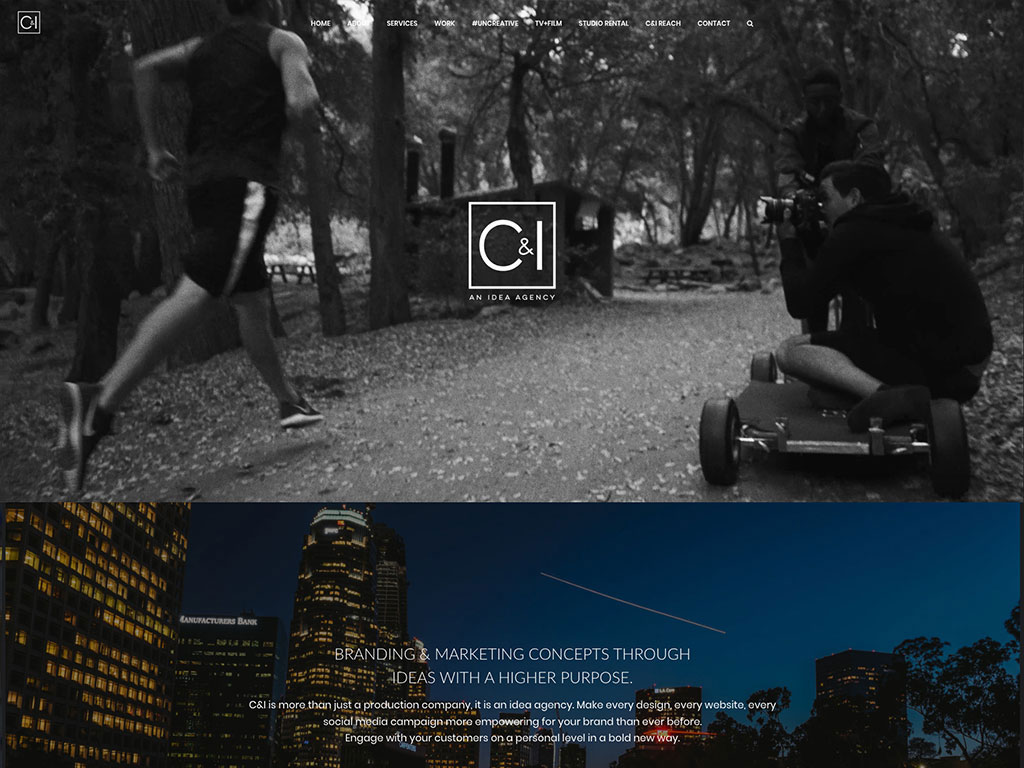 C&I
HOME ABOUT SERVICES WORK #UNCREATIVE TV+FILM STUDIO RENTAL C&I REACH CONTACT
C&I
AN IDEA AGENCY
MANUFACTURERS BANK
BRANDING & MARKETING CONCEPTS THROUGH
IDEAS WITH A HIGHER PURPOSE.
C&I is more than just a production company, it is an idea agency. Make every design, every website, every
social media campaign more empowering for your brand than ever before.
Engage with your customers on a personal level in a bold new way.